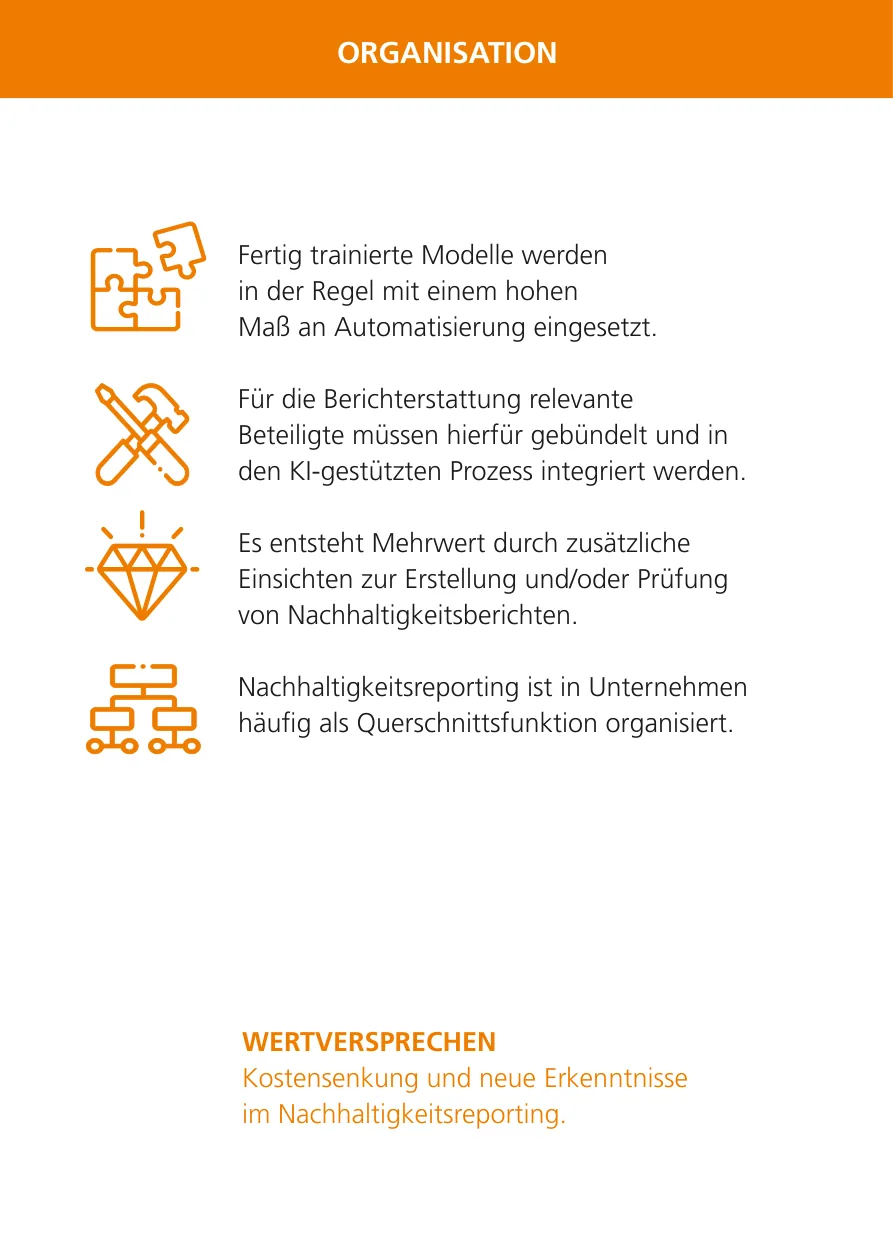 ORGANISATION
Fertig trainierte Modelle werden
in der Regel mit einem hohen
Maß an Automatisierung eingesetzt.
Für die Berichterstattung relevante
Beteiligte müssen hierfür gebündelt und in
den KI-gestützten Prozess integriert werden.
Es entsteht Mehrwert durch zusätzliche
Einsichten zur Erstellung und/oder Prüfung
von Nachhaltigkeitsberichten.
Nachhaltigkeitsreporting ist in Unternehmen
häufig als Querschnittsfunktion organisiert.
WERTVERSPRECHEN
Kostensenkung und neue Erkenntnisse
im Nachhaltigkeitsreporting.